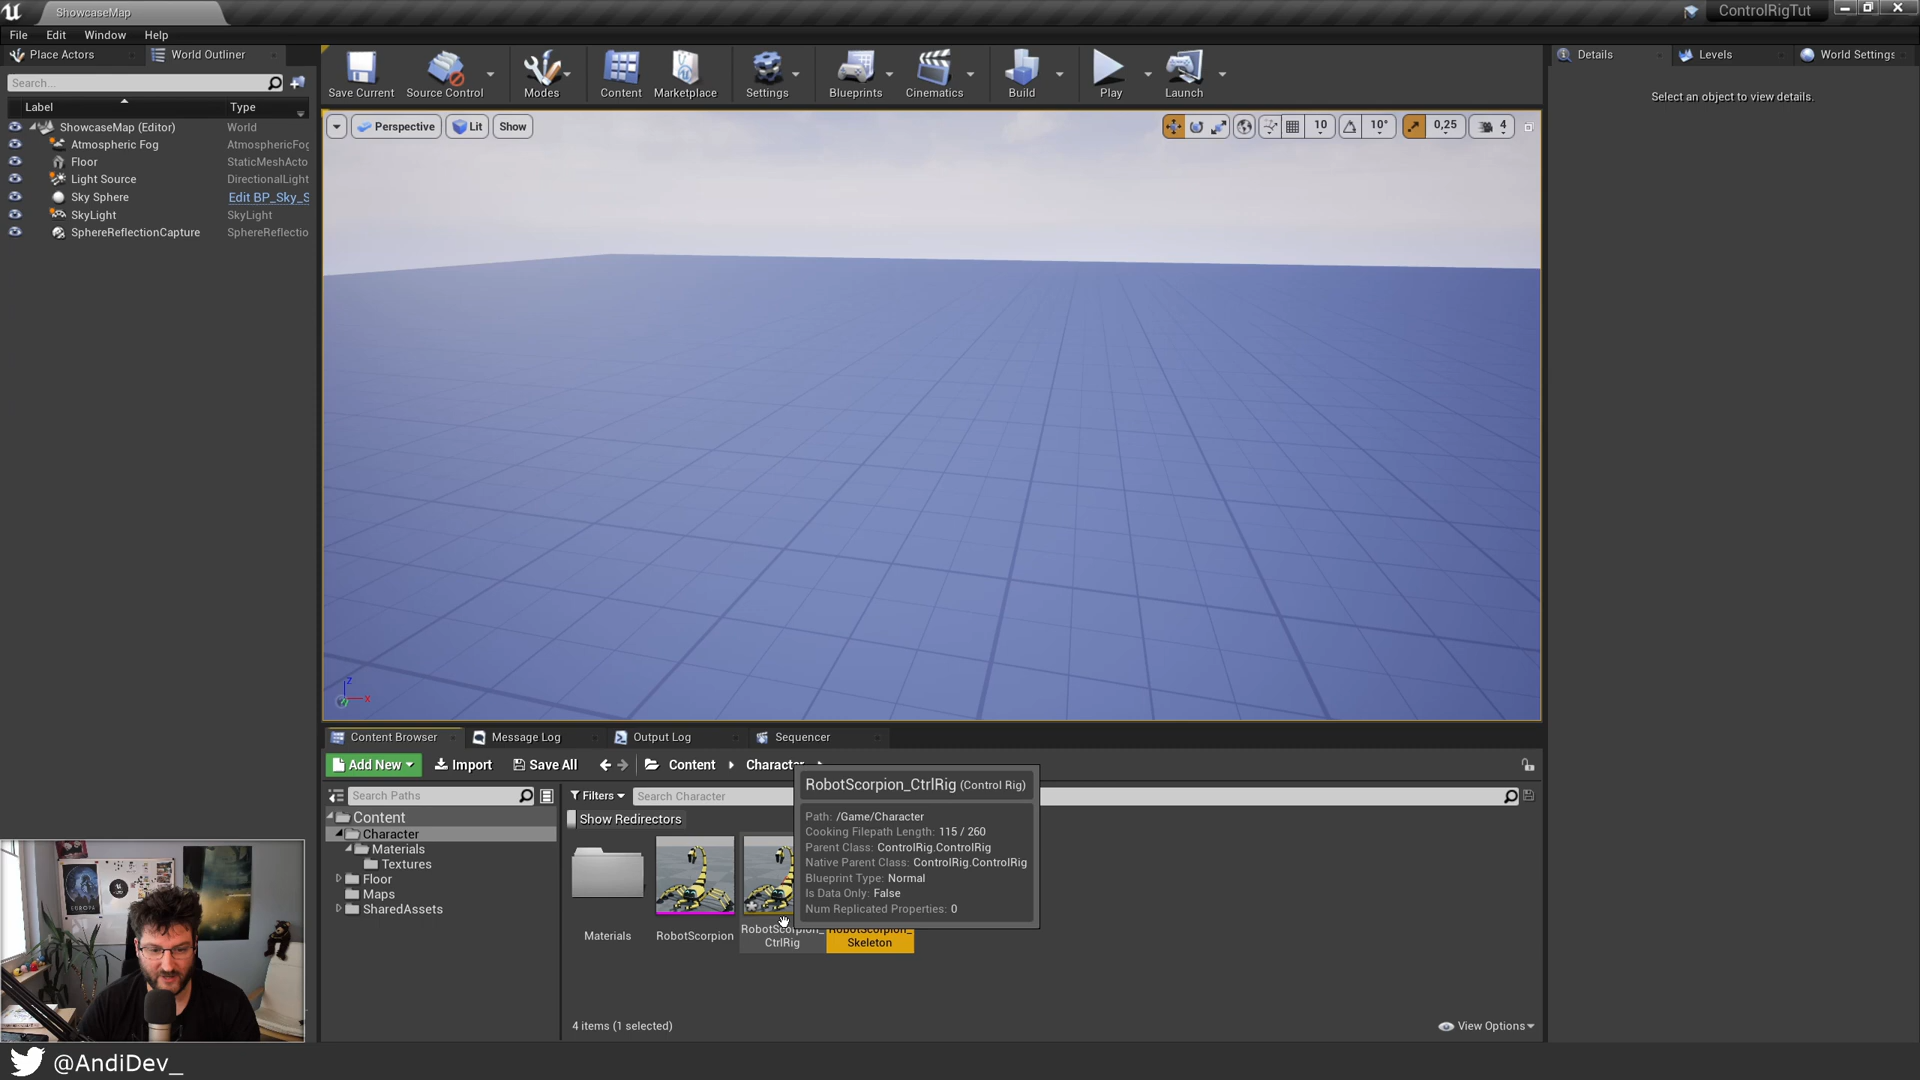 ShowcaseMap
ControlRigTut
File Edit Window Help
Place Actors
World Outliner
Search...
Label Type
ShowcaseMap (Editor) World
Atmospheric Fog AtmosphericFog
Floor StaticMeshActo
Light Source DirectionalLight
Sky Sphere Edit BP_Sky_S
SkyLight SkyLight
SphereReflectionCapture SphereReflectio
Save Current
Source Control
Modes
Content
Marketplace
Settings
Blueprints
Cinematics
Build
Play
Launch
Perspective
Lit
Show
10
10°
0,25
4
Z
X
Details
Levels
World Settings
Select an object to view details.
Content Browser
Message Log
Output Log
Sequencer
Add New
Import
Save All
Content
Character
Search Paths
Filters
Search Character
Content
Character
Materials
Textures
Floor
Maps
SharedAssets
Show Redirectors
Materials
RobotScorpion
RobotScorpion_
CtrlRig
RobotScorpion_
Skeleton
RobotScorpion_CtrlRig (Control Rig)
Path: /Game/Character
Cooking Filepath Length: 115 / 260
Parent Class: ControlRig.ControlRig
Native Parent Class: ControlRig.ControlRig
Blueprint Type: Normal
Is Data Only: False
Num Replicated Properties: 0
4 items (1 selected)
View Options
EUROPA
@AndiDev_